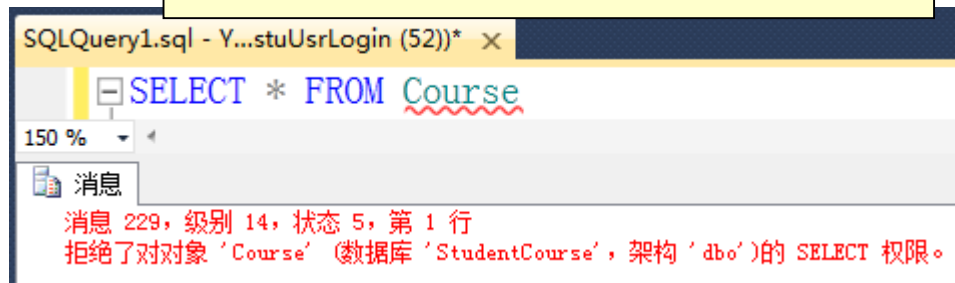 SQLQuery1.sql - Y...stuUsrLogin (52))* ×
SELECT * FROM Course
150 %
消息
消息 229，级别 14，状态 5，第 1 行
拒绝了对对象 'Course' (数据库 'StudentCourse'，架构 'dbo')的 SELECT 权限。